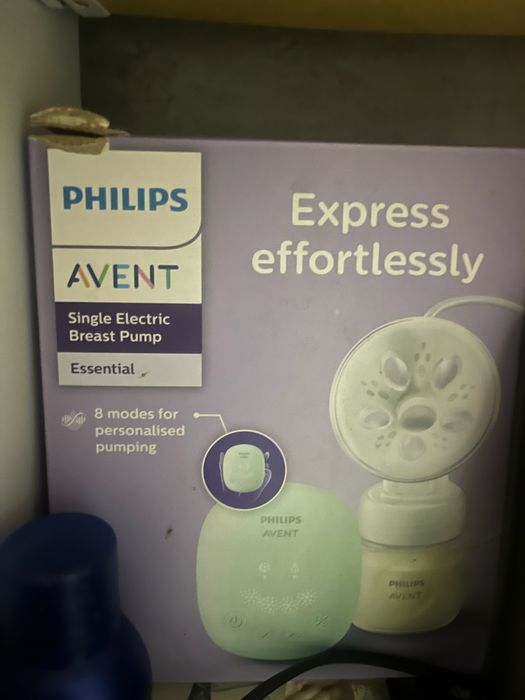 PHILIPS
AVENT
Single Electric
Breast Pump
Essential
Express
effortlessly
8 modes for
personalised
pumping
PHILIPS
AVENT
PHILIPS
AVENT